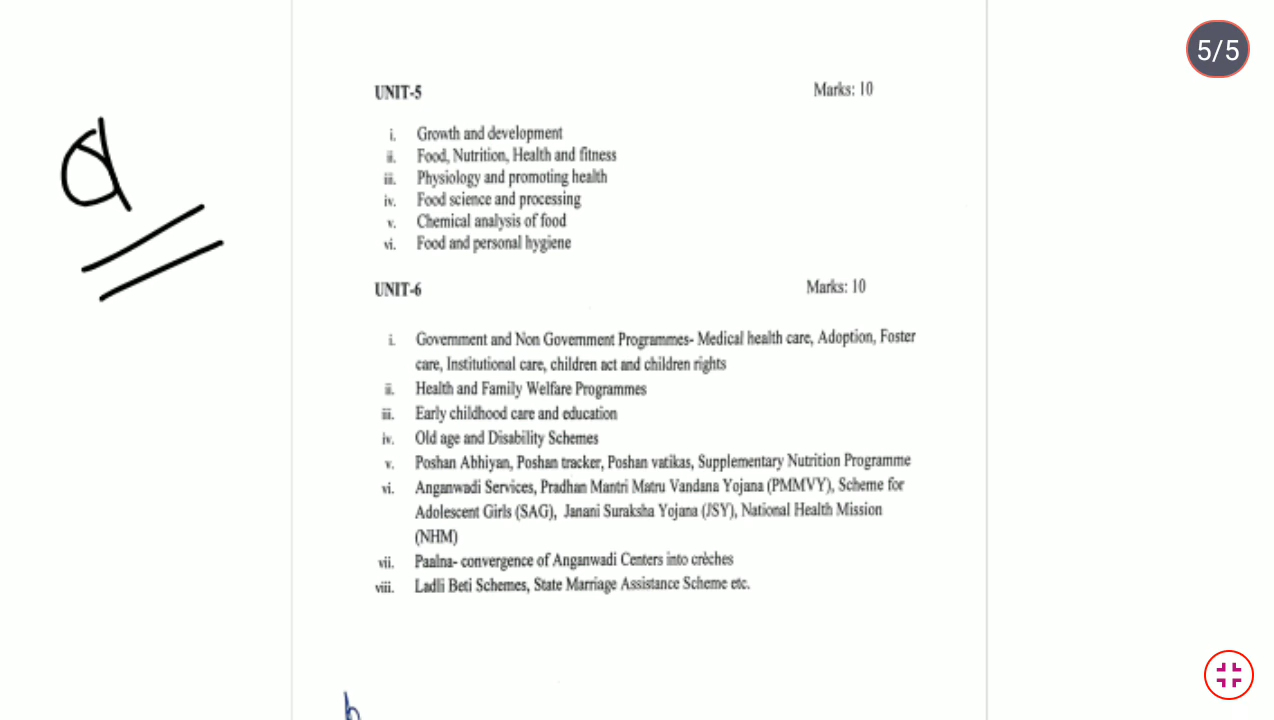 5/5
UNIT-5 Marks: 10
i. Growth and development
ii. Food, Nutrition, Health and fitness
iii. Physiology and promoting health
iv. Food science and processing
v. Chemical analysis of food
vi. Food and personal hygiene
UNIT-6 Marks: 10
i. Government and Non Government Programmes- Medical health care, Adoption, Foster
care, Institutional care, children act and children rights
ii. Health and Family Welfare Programmes
iii. Early childhood care and education
iv. Old age and Disability Schemes
v. Poshan Abhiyan, Poshan tracker, Poshan vatikas, Supplementary Nutrition Programme
vi. Anganwadi Services, Pradhan Mantri Matru Vandana Yojana (PMMVY), Scheme for
Adolescent Girls (SAG), Janani Suraksha Yojana (JSY), National Health Mission
(NHM)
vii. Paalna- convergence of Anganwadi Centers into crèches
viii. Ladli Beti Schemes, State Marriage Assistance Scheme etc.